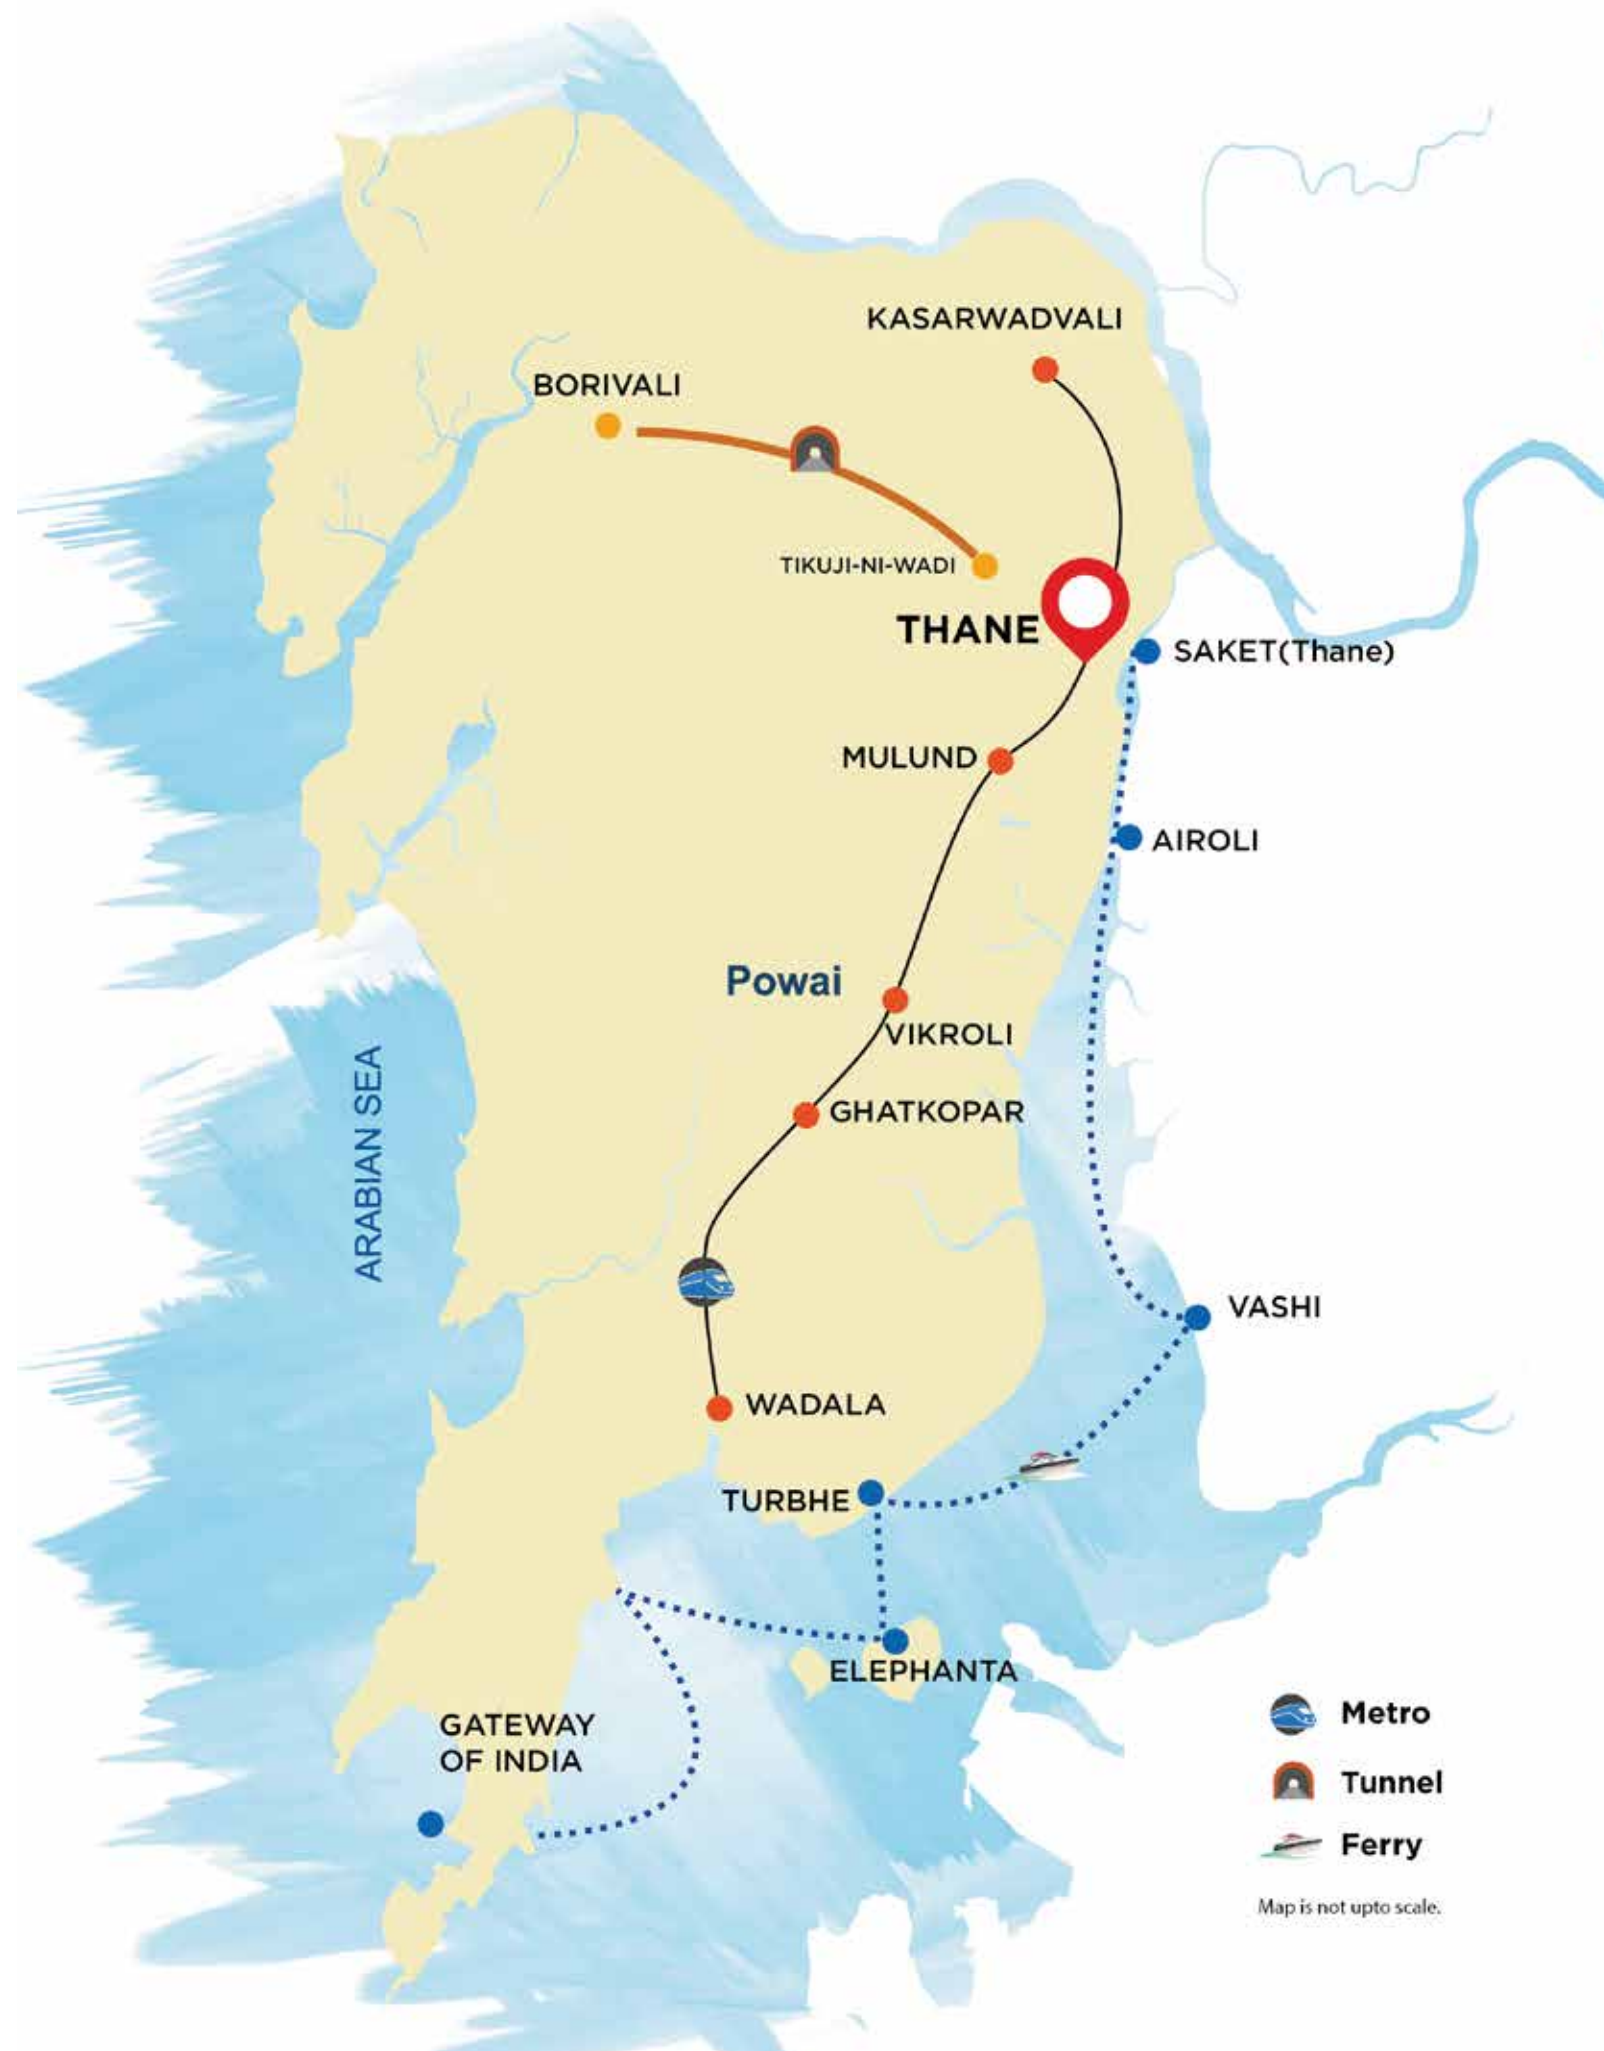 KASARWADVALI
BORIVALI
TIKUJI-NI-WADI
THANE
SAKET(Thane)
MULUND
AIROLI
Powai
VIKROLI
GHATKOPAR
ARABIAN SEA
VASHI
WADALA
TURBHE
ELEPHANTA
GATEWAY
OF INDIA
Metro
Tunnel
Ferry
Map is not upto scale.